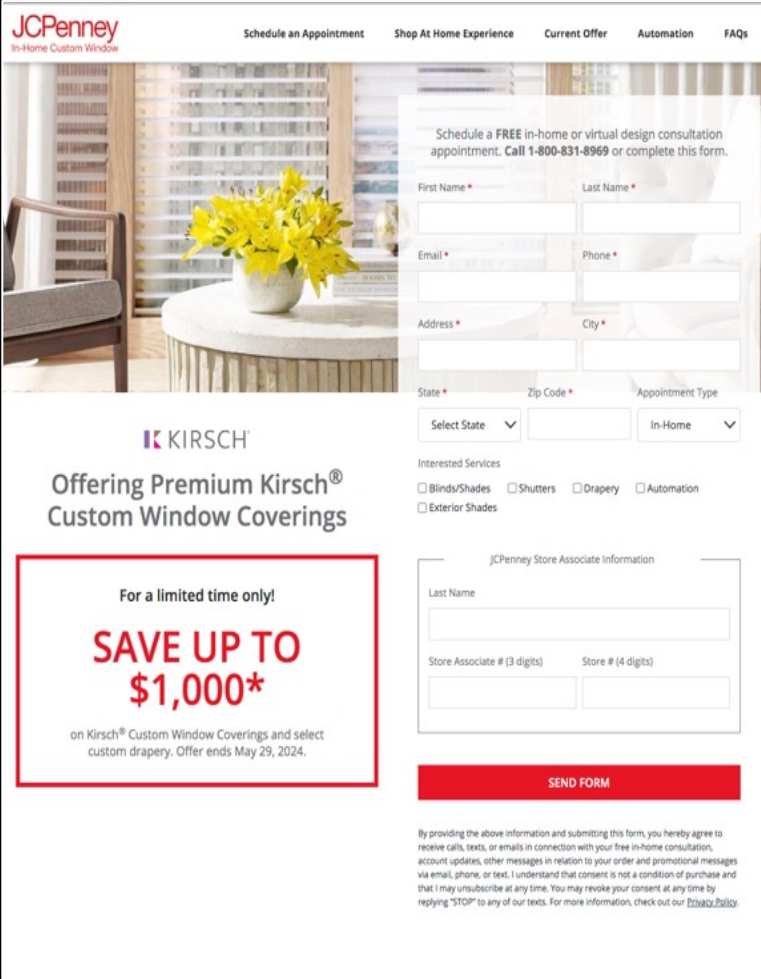 JCPenney
In-Home Custom Window
Schedule an Appointment
Shop At Home Experience
Current Offer
Automation
FAQs
Schedule a FREE in-home or virtual design consultation
appointment. Call 1-800-831-8969 or complete this form.
First Name *
Last Name *
Email *
Phone *
Address *
City *
State *
Zip Code *
Appointment Type
Select State
In-Home
Interested Services
Blinds/Shades
Shutters
Drapery
Automation
Exterior Shades
JCPenney Store Associate Information
Last Name
Store Associate # (3 digits)
Store # (4 digits)
SEND FORM
By providing the above information and submitting this form, you hereby agree to
receive calls, texts, or emails in connection with your free in-home consultation,
account updates, other messages in relation to your order and promotional messages
via email, phone, or text. I understand that consent is not a condition of purchase and
that I may unsubscribe at any time. You may revoke your consent at any time by
replying "STOP" to any of our texts. For more information, check out our Privacy Policy.
KIRSCH®
Offering Premium Kirsch®
Custom Window Coverings
For a limited time only!
SAVE UP TO
$1,000*
on Kirsch® Custom Window Coverings and select
custom drapery. Offer ends May 29, 2024.